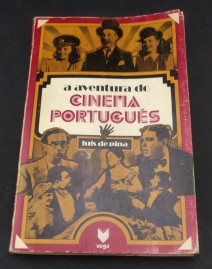 a aventura do
CINEMA
PORTUGUÊS
luís de pina
vega